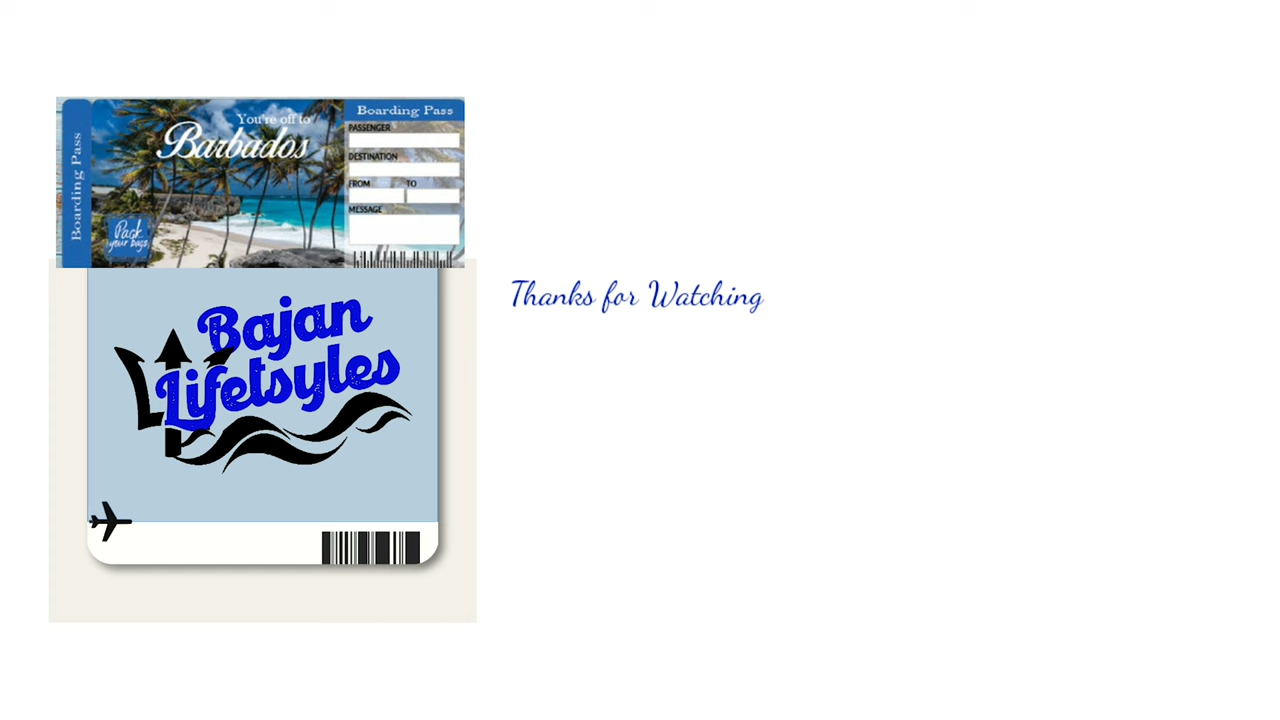 Boarding Pass
You're off to
Barbados
Pack
your bags
Boarding Pass
PASSENGER
DESTINATION
FROM TO
MESSAGE
Bajan
Lifetsyles
Thanks for Watching